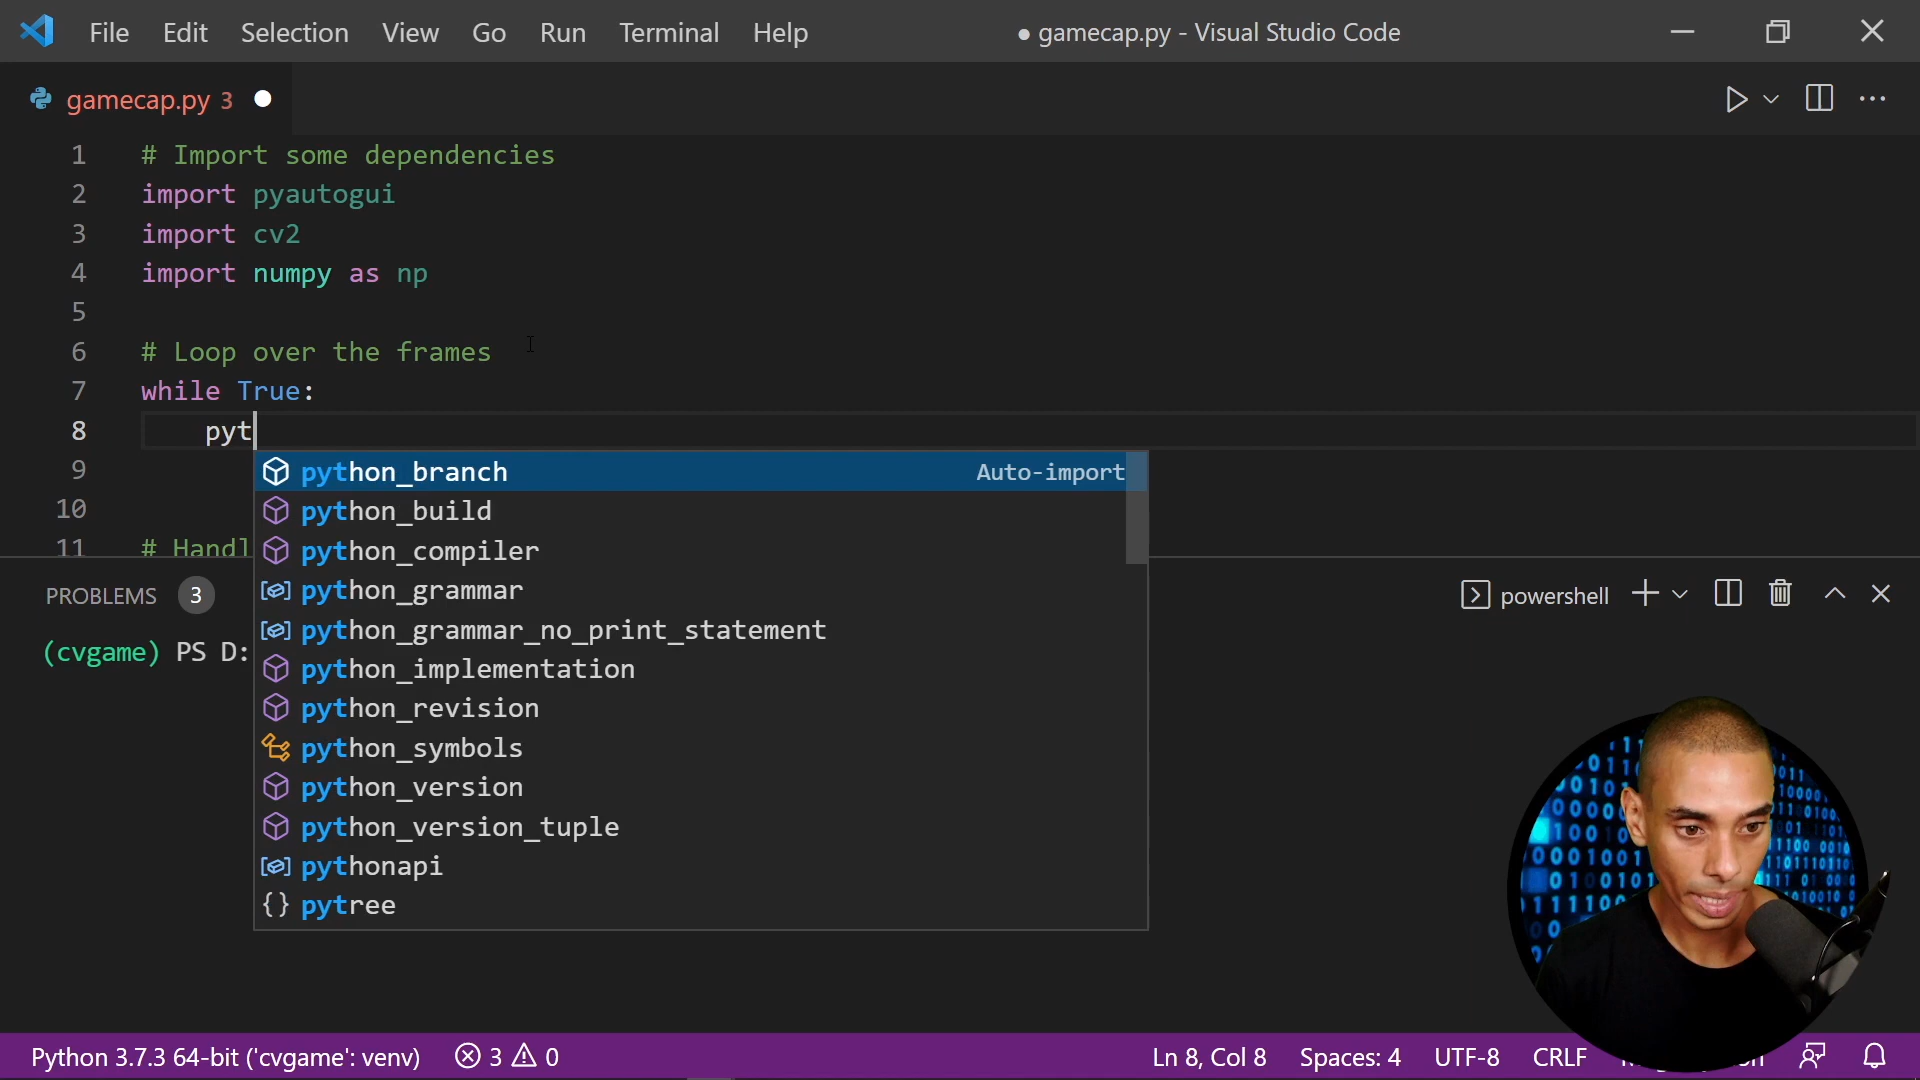 File Edit Selection View Go Run Terminal Help ● gamecap.py - Visual Studio Code
gamecap.py 3
1 # Import some dependencies
2 import pyautogui
3 import cv2
4 import numpy as np
5
6 # Loop over the frames
7 while True:
8 pyt
9
10
11 # Handl
python_branch Auto-import
python_build
python_compiler
python_grammar
python_grammar_no_print_statement
python_implementation
python_revision
python_symbols
python_version
python_version_tuple
pythonapi
{} pytree
PROBLEMS 3 powershell
(cvgame) PS D:
Python 3.7.3 64-bit ('cvgame': venv) 3 0 Ln 8, Col 8 Spaces: 4 UTF-8 CRLF